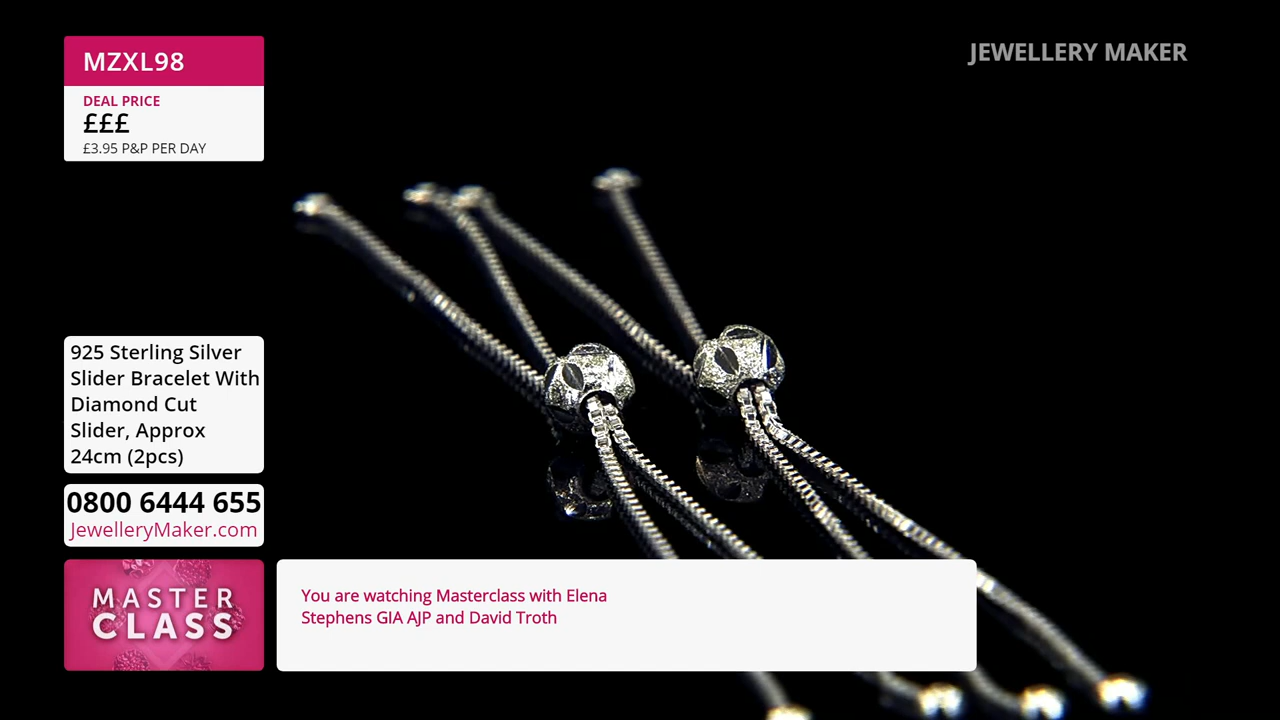 MZXL98
DEAL PRICE
£££
£3.95 P&P PER DAY
JEWELLERY MAKER
925 Sterling Silver
Slider Bracelet With
Diamond Cut
Slider, Approx
24cm (2pcs)
0800 6444 655
JewelleryMaker.com
MASTER
CLASS
You are watching Masterclass with Elena
Stephens GIA AJP and David Troth